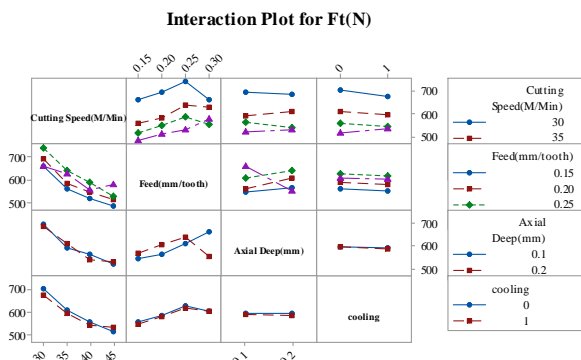 Interaction Plot for Ft(N)
0.15 0.20 0.25 0.30 0 1
Cutting Speed(M/Min)
700
600
500
Cutting
Speed(M/Min)
30
35
700
600
500
Feed(mm/tooth)
Feed(mm/tooth)
0.15
0.20
0.25
Axial Deep(mm)
700
600
500
Axial
Deep(mm)
0.1
0.2
700
600
500
cooling
cooling
0
1
30 35 40 45 0.1 0.2